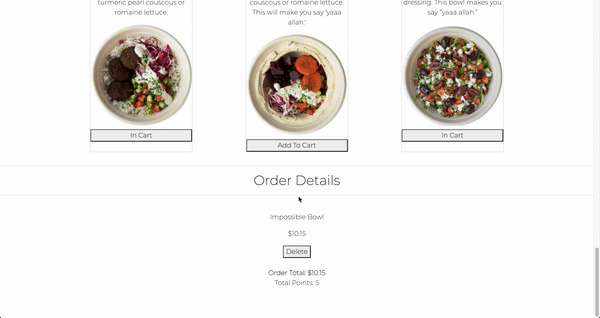 turmeric pearl couscous or
romaine lettuce.
couscous or romaine lettuce.
This will make you say 'yaaa
allah.'
dressing. This bowl makes you
say "yaaa allah."
In Cart
Add To Cart
In Cart
Order Details
Impossible Bowl
$10.15
Delete
Order Total: $10.15
Total Points: 5